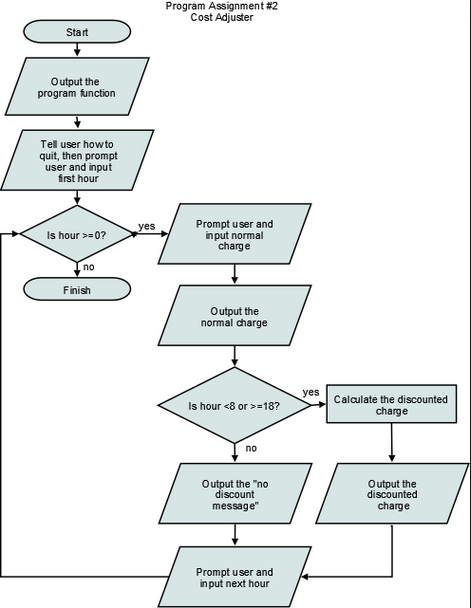 Program Assignment #2
Cost Adjuster
Start
Output the
program function
Tell user how to
quit, then prompt
user and input
first hour
Is hour >=0?
yes
no
Finish
Prompt user and
input normal
charge
Output the
normal charge
Is hour <8 or >=18?
yes
no
Calculate the discounted
charge
Output the "no
discount
message"
Output the
discounted
charge
Prompt user and
input next hour